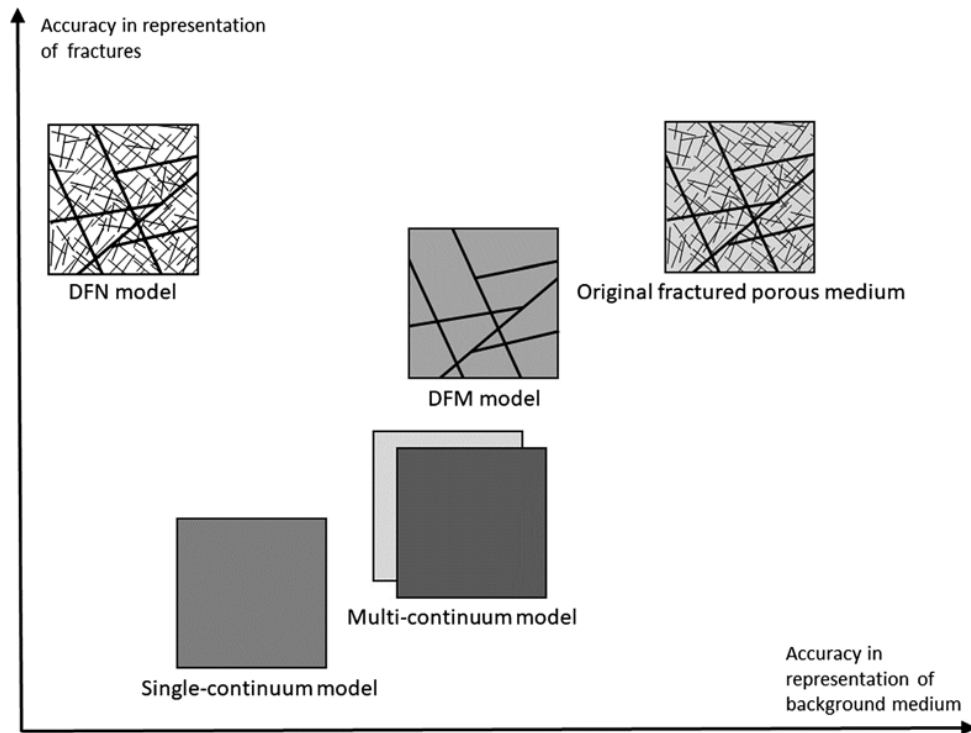 Accuracy in representation
of fractures
DFN model
Original fractured porous medium
DFM model
Multi-continuum model
Single-continuum model
Accuracy in
representation of
background medium